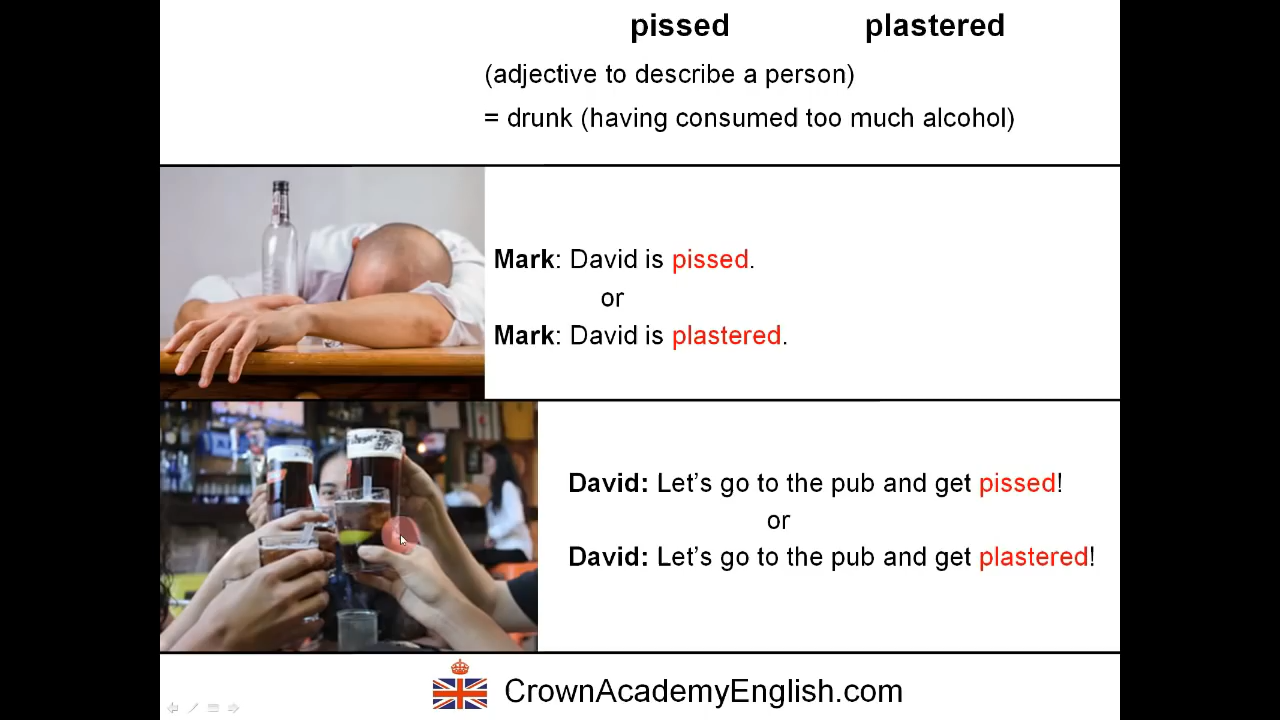 pissed plastered
(adjective to describe a person)
= drunk (having consumed too much alcohol)
Mark: David is pissed.
or
Mark: David is plastered.
David: Let’s go to the pub and get pissed!
or
David: Let’s go to the pub and get plastered!
CrownAcademyEnglish.com